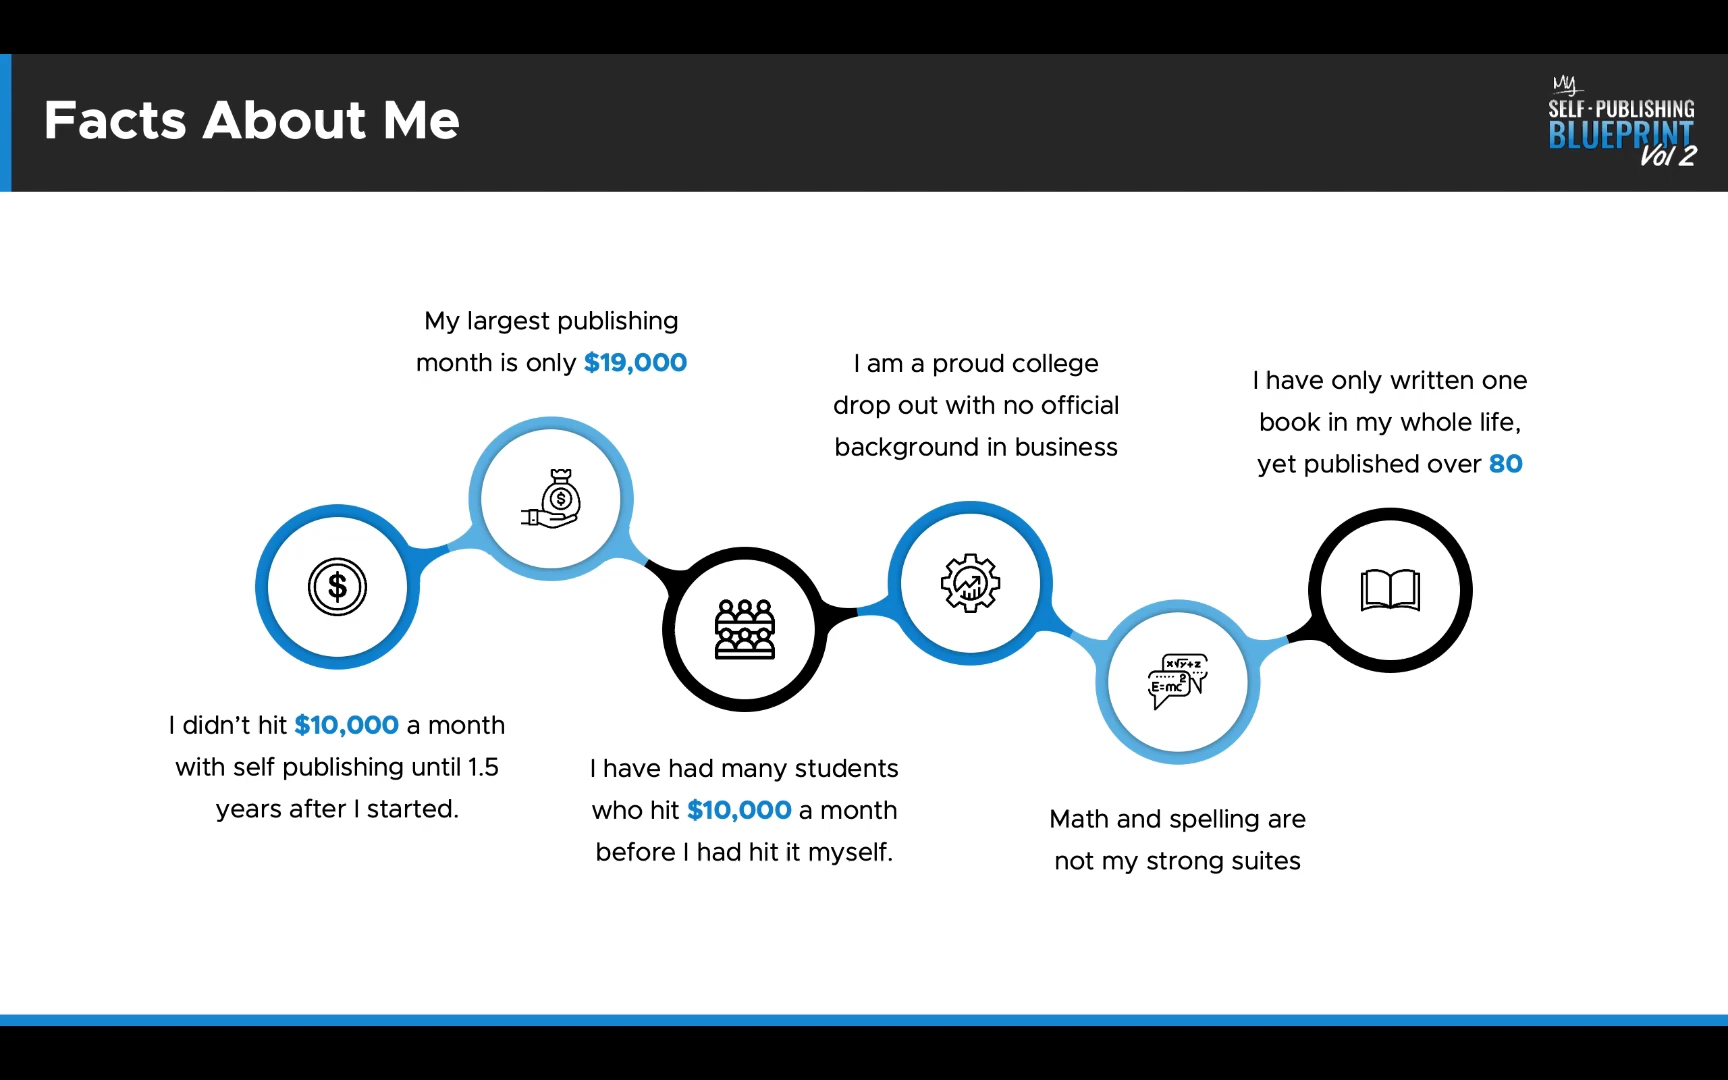 Facts About Me
My
SELF-PUBLISHING
BLUEPRINT
Vol 2
My largest publishing
month is only $19,000
I am a proud college
drop out with no official
background in business
I have only written one
book in my whole life,
yet published over 80
$
$
x√y+z
E=mc2
I didn't hit $10,000 a month
with self publishing until 1.5
years after I started.
I have had many students
who hit $10,000 a month
before I had hit it myself.
Math and spelling are
not my strong suites